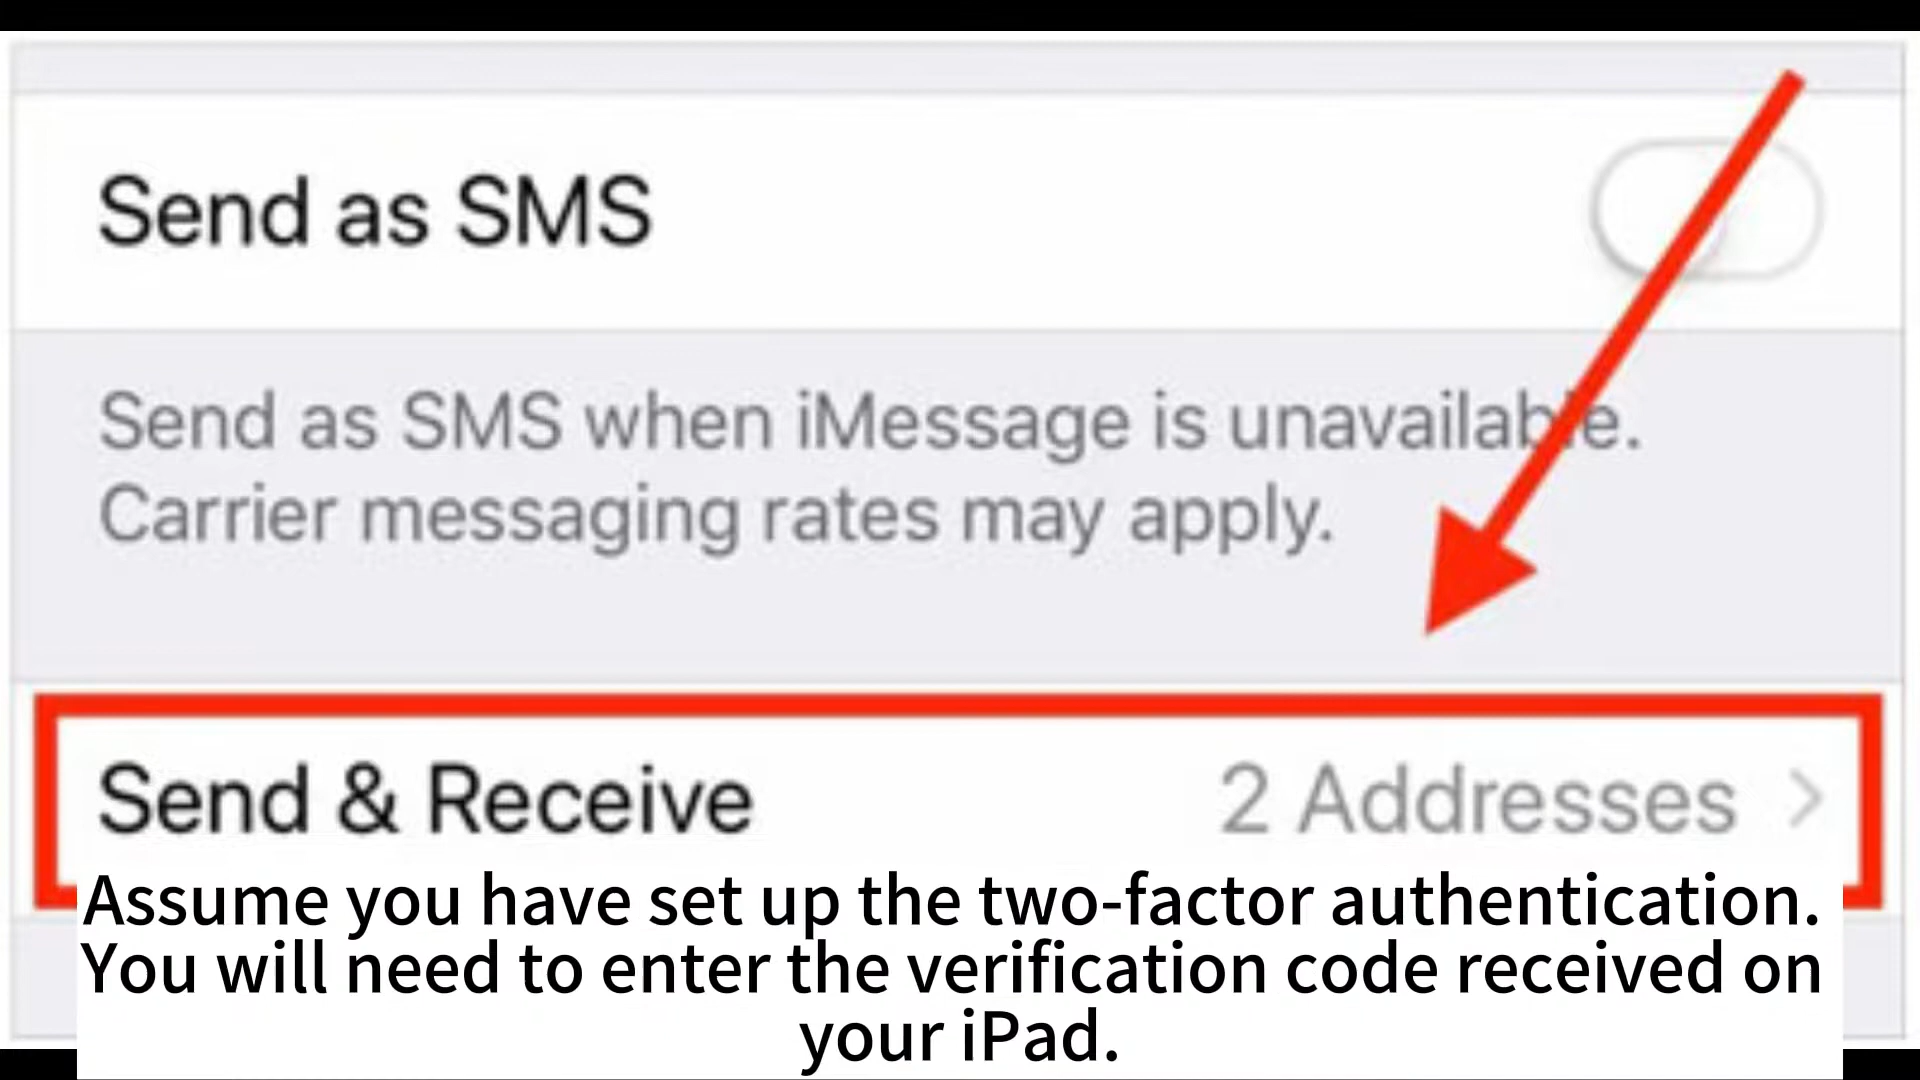 Send as SMS
Send as SMS when iMessage is unavailable.
Carrier messaging rates may apply.
Send & Receive 2 Addresses >
Assume you have set up the two-factor authentication.
You will need to enter the verification code received on
your iPad.